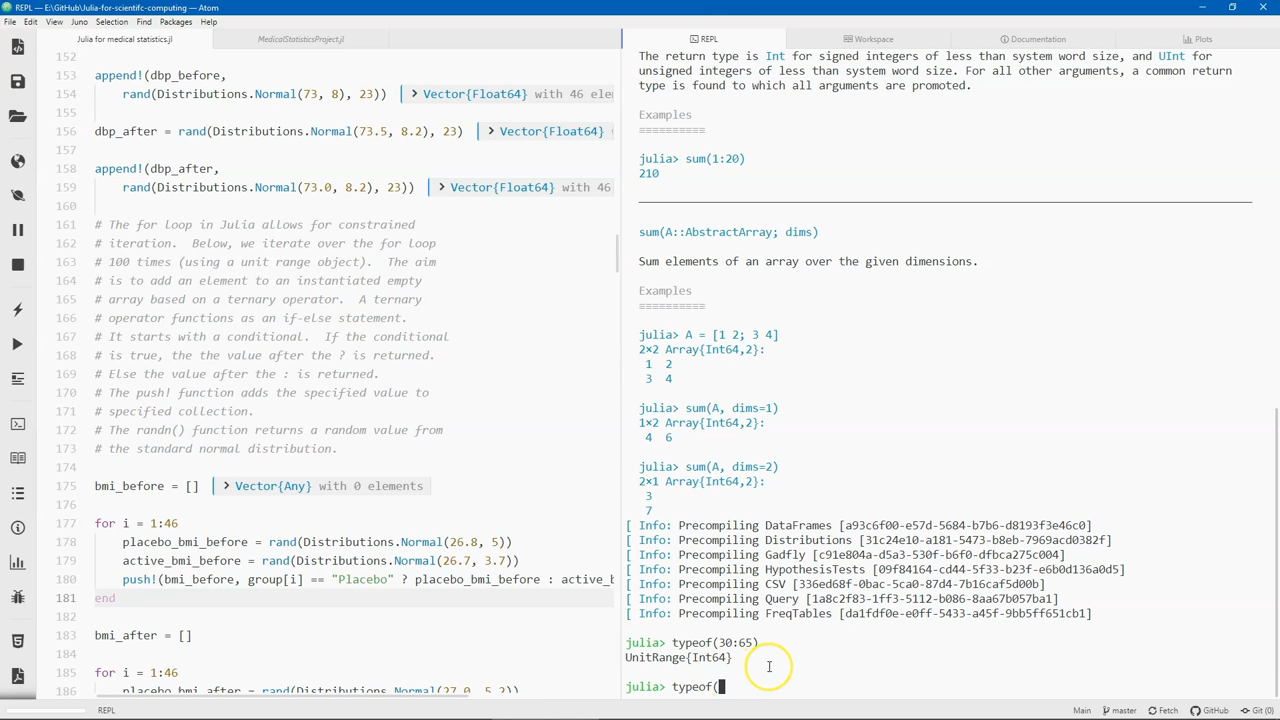 REPL — E:\GitHub\Julia-for-scientifc-computing — Atom
File Edit View Juno Selection Find Packages Help
Julia for medical statistics.jl
MedicalStatisticsProject.jl
152
153 append!(dbp_before,
154 rand(Distributions.Normal(73, 8), 23)) > Vector{Float64} with 46 elem
155
156 dbp_after = rand(Distributions.Normal(73.5, 8.2), 23) > Vector{Float64}
157
158 append!(dbp_after,
159 rand(Distributions.Normal(73.0, 8.2), 23)) > Vector{Float64} with 46
160
161 # The for loop in Julia allows for constrained
162 # iteration. Below, we iterate over the for loop
163 # 100 times (using a unit range object). The aim
164 # is to add an element to an instantiated empty
165 # array based on a ternary operator. A ternary
166 # operator functions as an if-else statement.
167 # It starts with a conditional. If the conditional
168 # is true, the the value after the ? is returned.
169 # Else the value after the : is returned.
170 # The push! function adds the specified value to
171 # specified collection.
172 # The randn() function returns a random value from
173 # the standard normal distribution.
174
175 bmi_before = [] > Vector{Any} with 0 elements
176
177 for i = 1:46
178 placebo_bmi_before = rand(Distributions.Normal(26.8, 5))
179 active_bmi_before = rand(Distributions.Normal(26.7, 3.7))
180 push!(bmi_before, group[i] == "Placebo" ? placebo_bmi_before : active_b
181 end
182
183 bmi_after = []
184
185 for i = 1:46
186 placebo_bmi_after = rand(Distributions.Normal(27.0, 5.2))
REPL
Workspace
Documentation
Plots
The return type is Int for signed integers of less than system word size, and UInt for
unsigned integers of less than system word size. For all other arguments, a common return
type is found to which all arguments are promoted.
Examples
==========
julia> sum(1:20)
210
sum(A::AbstractArray; dims)
Sum elements of an array over the given dimensions.
Examples
==========
julia> A = [1 2; 3 4]
2×2 Array{Int64,2}:
1 2
3 4
julia> sum(A, dims=1)
1×2 Array{Int64,2}:
4 6
julia> sum(A, dims=2)
2×1 Array{Int64,2}:
3
7
[ Info: Precompiling DataFrames [a93c6f00-e57d-5684-b7b6-d8193f3e46c0]
[ Info: Precompiling Distributions [31c24e10-a181-5473-b8eb-7969acd0382f]
[ Info: Precompiling Gadfly [c91e804a-d5a3-530f-b6f0-dfbca275c004]
[ Info: Precompiling HypothesisTests [09f84164-cd44-5f33-b23f-e6b0d136a0d5]
[ Info: Precompiling CSV [336ed68f-0bac-5ca0-87d4-7b16caf5d00b]
[ Info: Precompiling Query [1a8c2f83-1ff3-5112-b086-8aa67b057ba1]
[ Info: Precompiling FreqTables [da1fdf0e-e0ff-5433-a45f-9bb5ff651cb1]
julia> typeof(30:65)
UnitRange{Int64}
julia> typeof(
REPL
Main master Fetch GitHub Git (0)